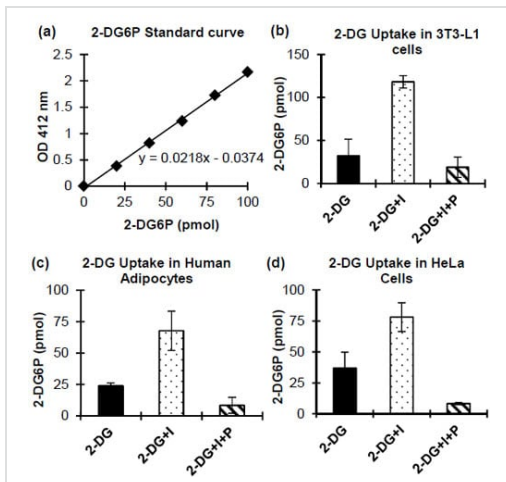 (a) 2-DG6P Standard curve
OD 412 nm
2.5
2
1.5
1
0.5
0
y = 0.0218x - 0.0374
0 20 40 60 80 100
2-DG6P (pmol)
(b) 2-DG Uptake in 3T3-L1
cells
2-DG6P (pmol)
150
100
50
0
2-DG 2-DG+I 2-DG+I+P
(c) 2-DG Uptake in Human
Adipocytes
2-DG6P (pmol)
100
75
50
25
0
2-DG 2-DG+I 2-DG+I+P
(d) 2-DG Uptake in HeLa
Cells
2-DG6P (pmol)
100
75
50
25
0
2-DG 2-DG+I 2-DG+I+P